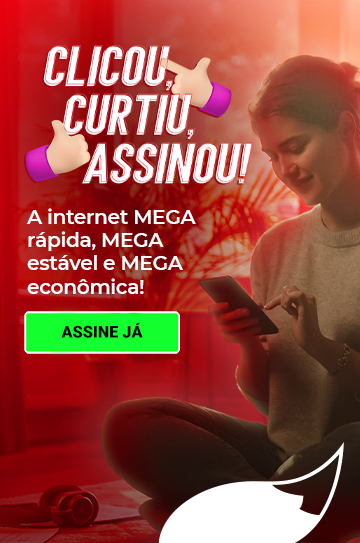 CLICOU,
CURTIU,
ASSINOU!
A internet MEGA
rápida, MEGA
estável e MEGA
econômica!
ASSINE JÁ